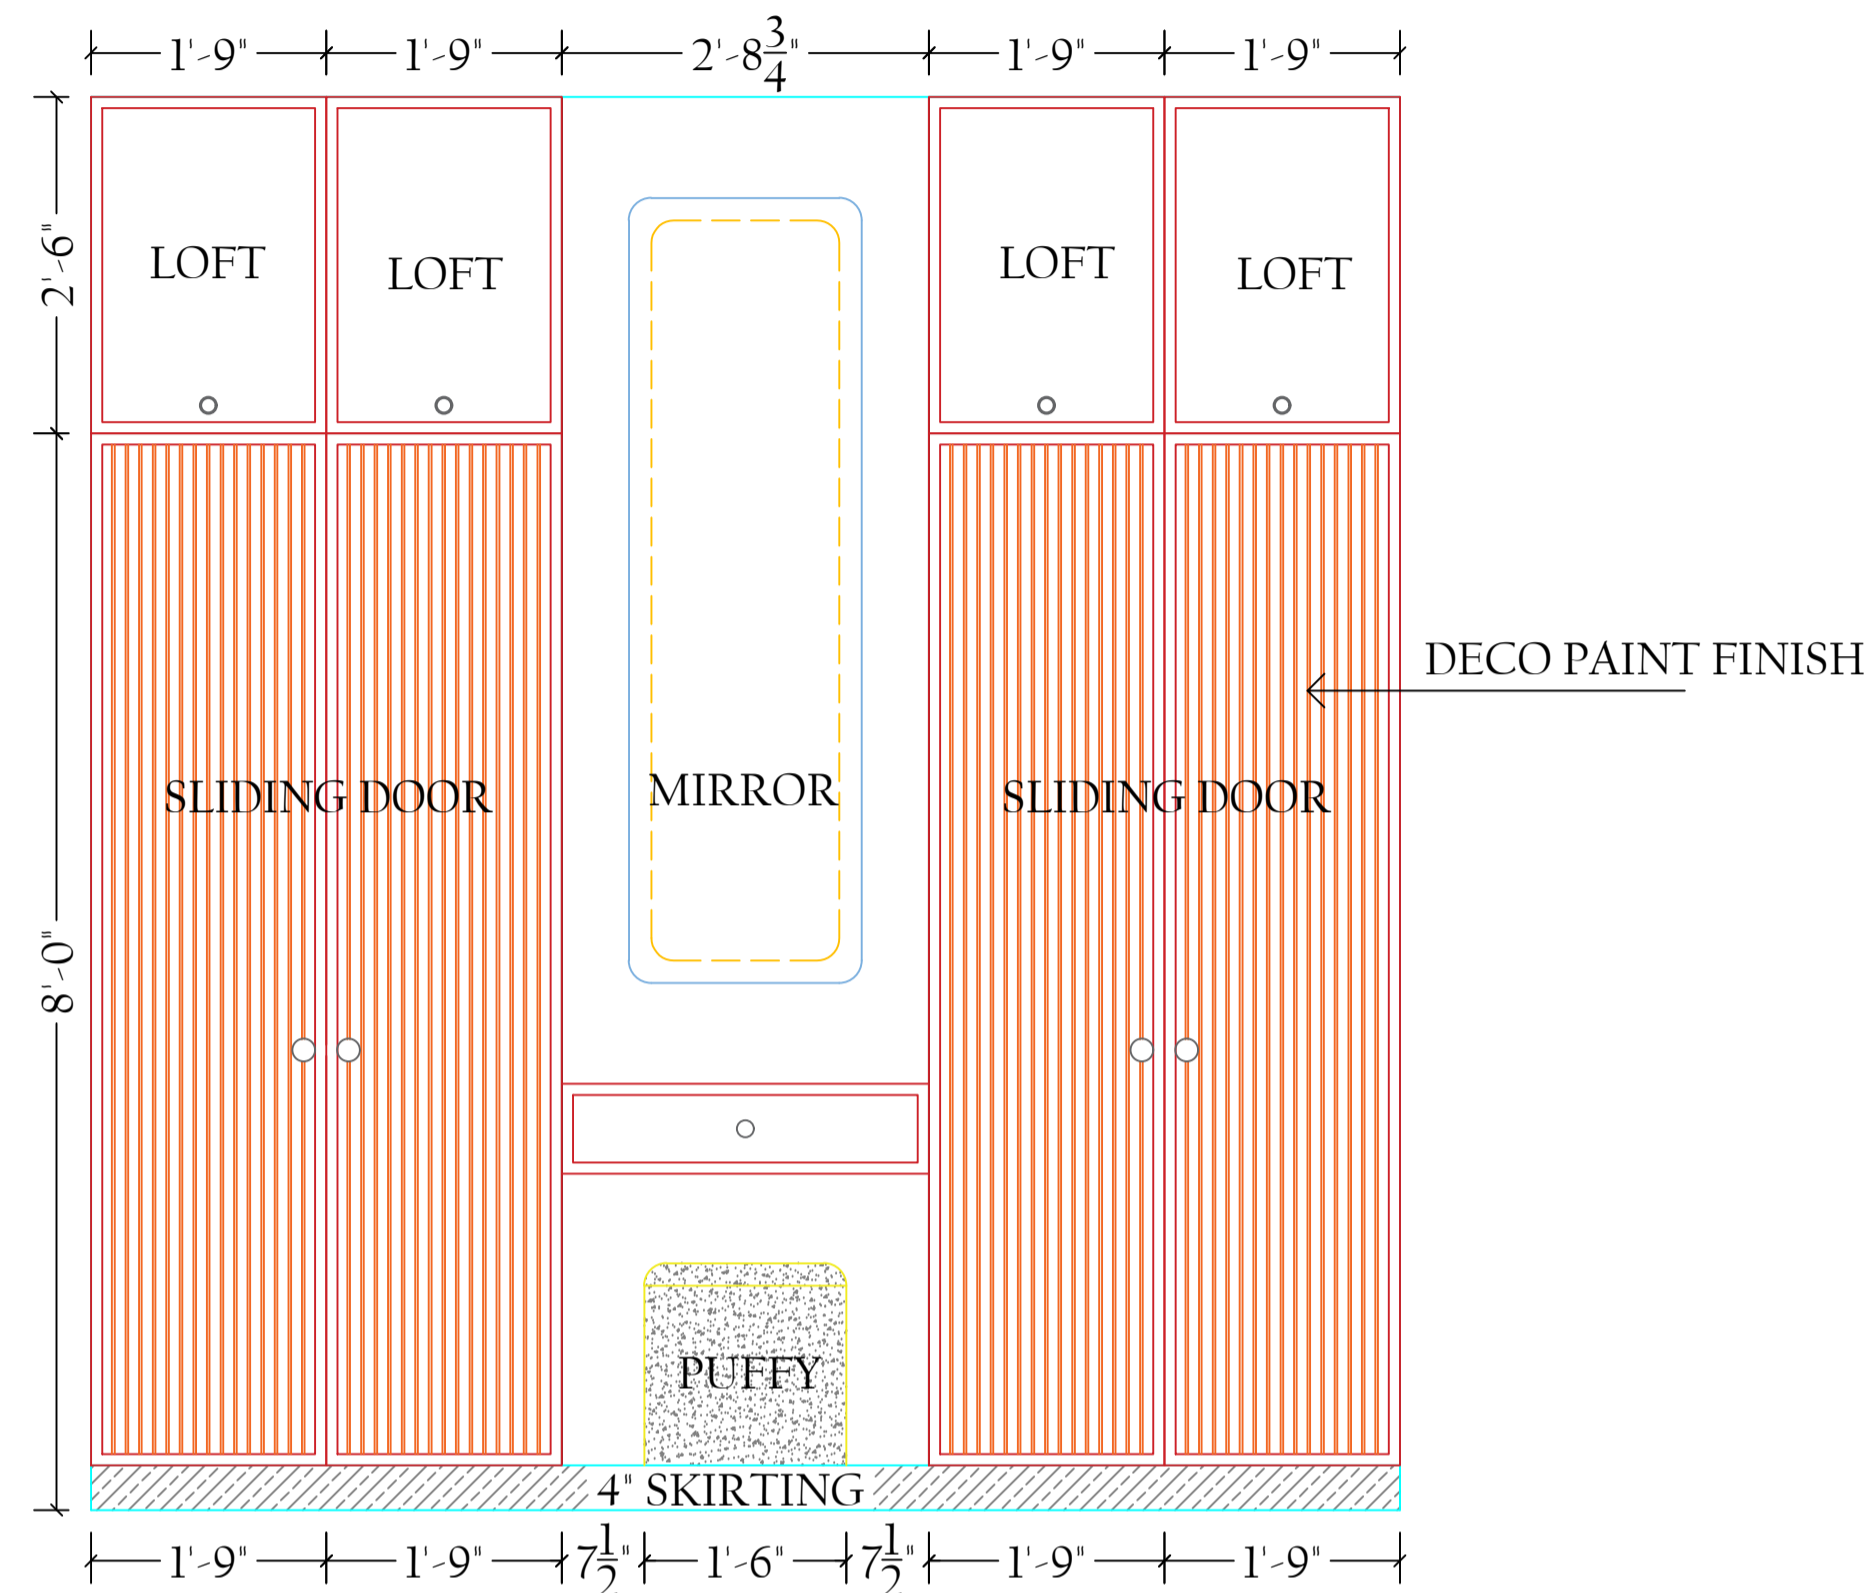 1'-9" 1'-9" 2'-8 3/4" 1'-9" 1'-9"
2'-6"
LOFT LOFT LOFT LOFT
DECO PAINT FINISH
SLIDING DOOR MIRROR SLIDING DOOR
8'-0"
PUFFY
4" SKIRTING
1'-9" 1'-9" 7 1/2" 1'-6" 7 1/2" 1'-9" 1'-9"